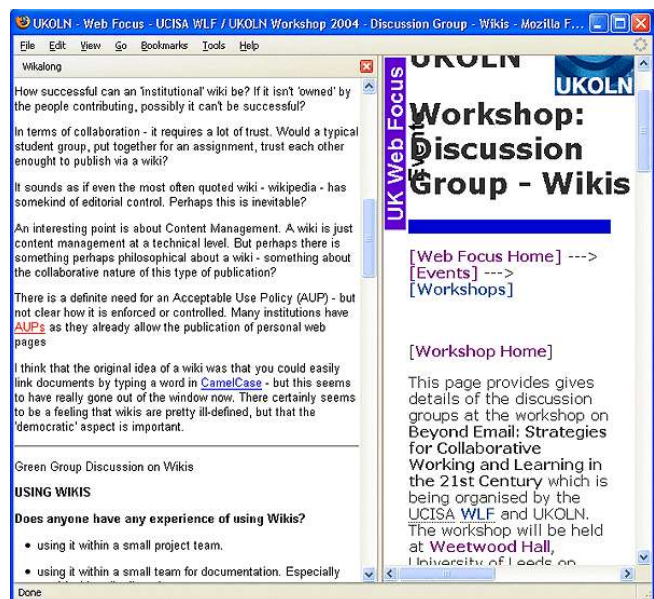 UKOLN - Web Focus - UCISA WLF / UKOLN Workshop 2004 - Discussion Group - Wikis - Mozilla F...
File Edit View Go Bookmarks Tools Help
Wikalong
How successful can an 'institutional' wiki be? If it isn't 'owned' by
the people contributing, possibly it can't be successful?
In terms of collaboration - it requires a lot of trust. Would a typical
student group, put together for an assignment, trust each other
enought to publish via a wiki?
It sounds as if even the most often quoted wiki - wikipedia - has
somekind of editorial control. Perhaps this is inevitable?
An interesting point is about Content Management. A wiki is just
content management at a technical level. But perhaps there is
something perhaps philosophical about a wiki - something about
the collaborative nature of this type of publication?
There is a definite need for an Acceptable Use Policy (AUP) - but
not clear how it is enforced or controlled. Many institutions have
AUPs as they already allow the publication of personal web
pages
I think that the original idea of a wiki was that you could easily
link documents by typing a word in CamelCase - but this seems
to have really gone out of the window now. There certainly seems
to be a feeling that wikis are pretty ill-defined, but that the
'democratic' aspect is important.
Green Group Discussion on Wikis
USING WIKIS
Does anyone have any experience of using Wikis?
• using it within a small project team.
• using it within a small team for documentation. Especially
UK Web Focus
Events
UKOLN
UKOLN
Workshop:
Discussion
Group - Wikis
[Web Focus Home] --->
[Events] --->
[Workshops]
[Workshop Home]
This page provides gives
details of the discussion
groups at the workshop on
Beyond Email: Strategies
for Collaborative
Working and Learning in
the 21st Century which is
being organised by the
UCISA WLF and UKOLN.
The workshop will be held
at Weetwood Hall,
University of Leeds on
Done